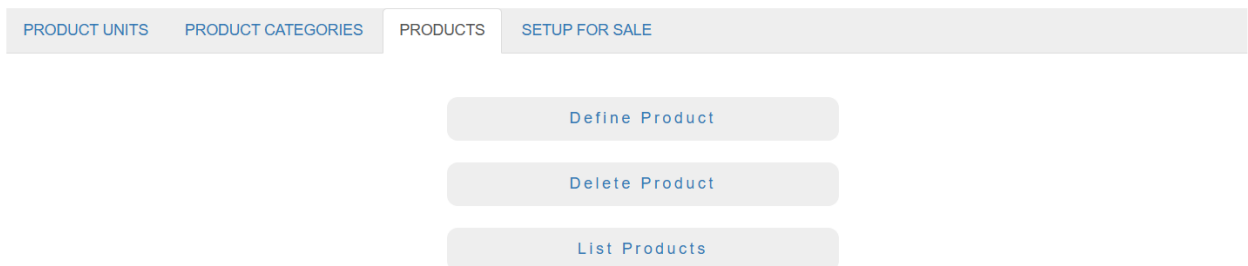 PRODUCT UNITS PRODUCT CATEGORIES PRODUCTS SETUP FOR SALE
Define Product
Delete Product
List Products